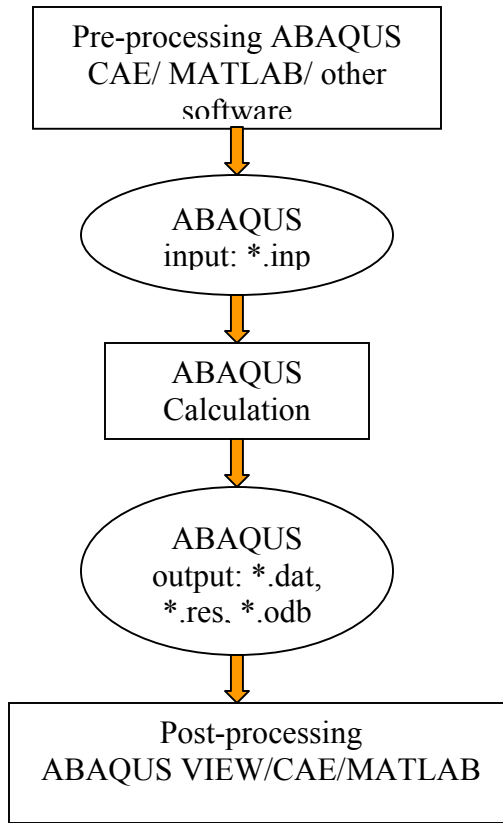 Pre-processing ABAQUS
CAE/ MATLAB/ other
software
ABAQUS
input: *.inp
ABAQUS
Calculation
ABAQUS
output: *.dat,
*.res, *.odb
Post-processing
ABAQUS VIEW/CAE/MATLAB